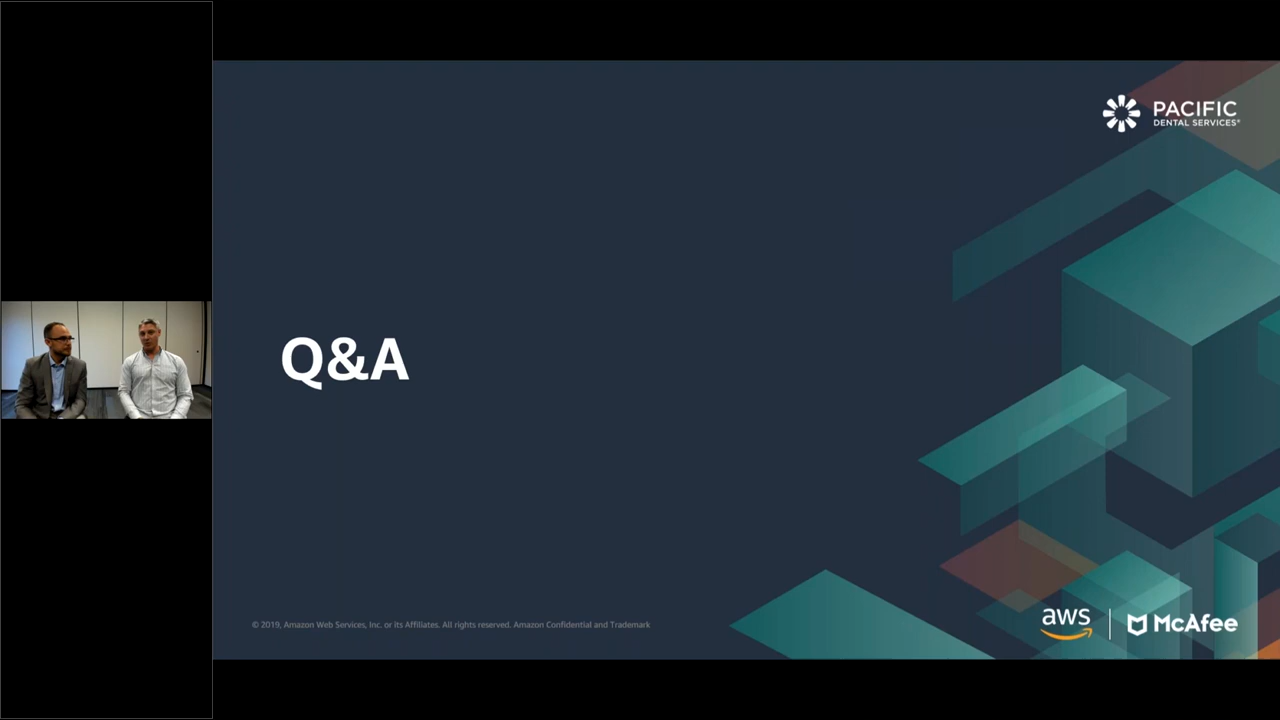 PACIFIC
DENTAL SERVICES®
Q&A
© 2019, Amazon Web Services, Inc. or its Affiliates. All rights reserved. Amazon Confidential and Trademark
aws
McAfee